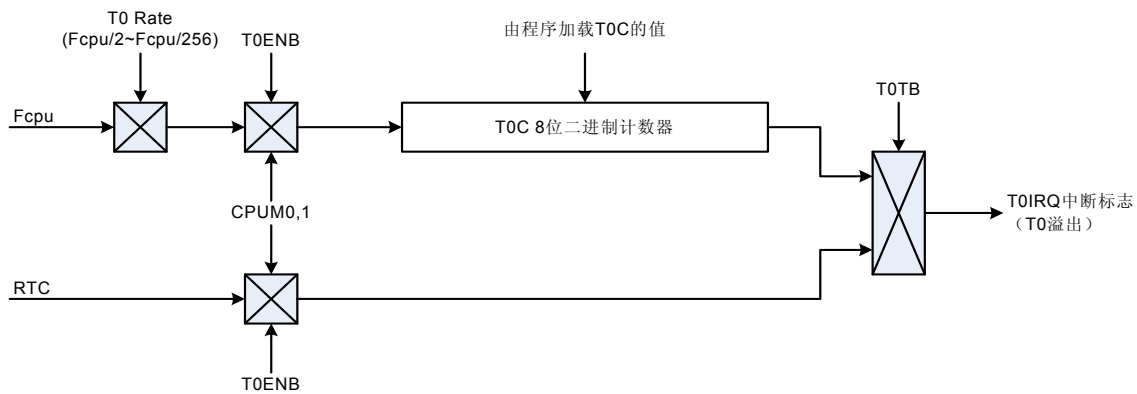 T0 Rate
(Fcpu/2~Fcpu/256)
T0ENB
由程序加载T0C的值
Fcpu
T0C 8位二进制计数器
T0TB
CPUM0,1
T0IRQ中断标志
（T0溢出）
RTC
T0ENB